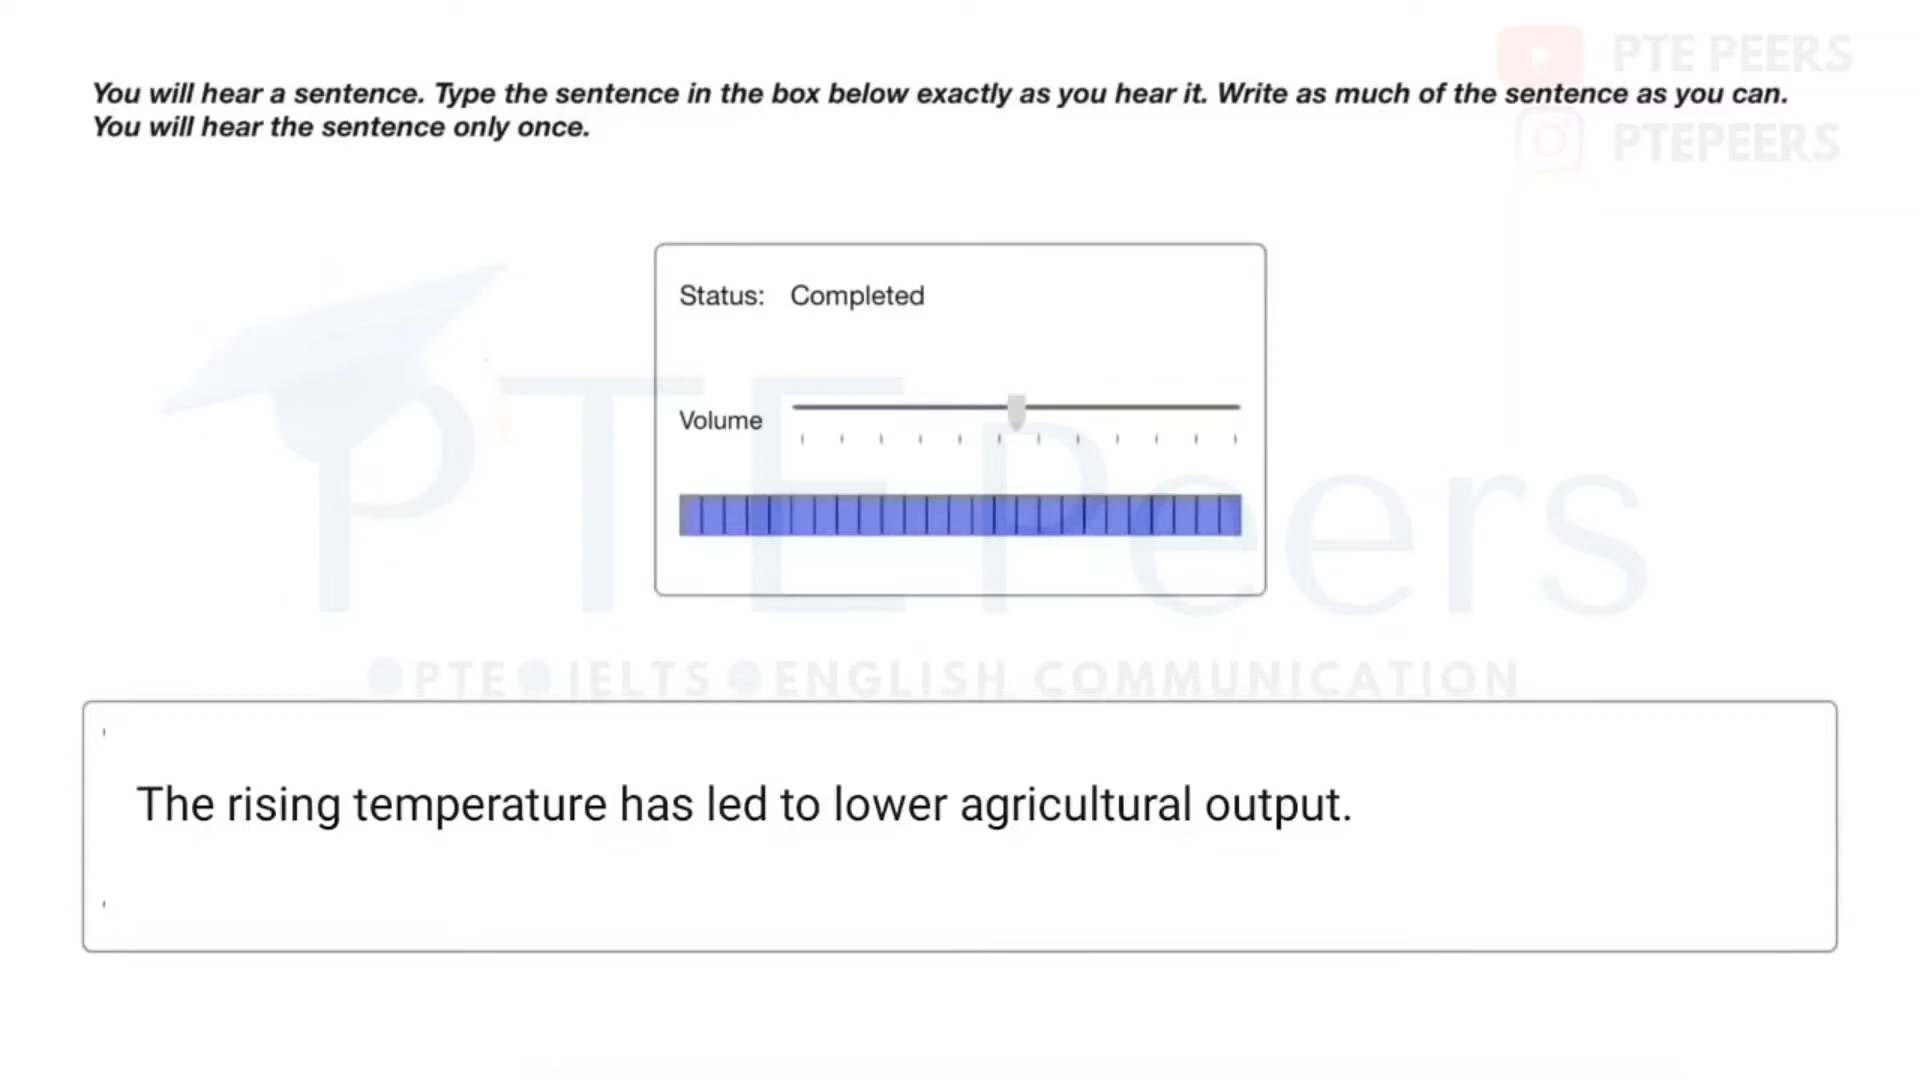 PTE PEERS
You will hear a sentence. Type the sentence in the box below exactly as you hear it. Write as much of the sentence as you can.
You will hear the sentence only once.
PTEPEERS
Status: Completed
Volume
PTE Peers
PTE IELTS ENGLISH COMMUNICATION
The rising temperature has led to lower agricultural output.